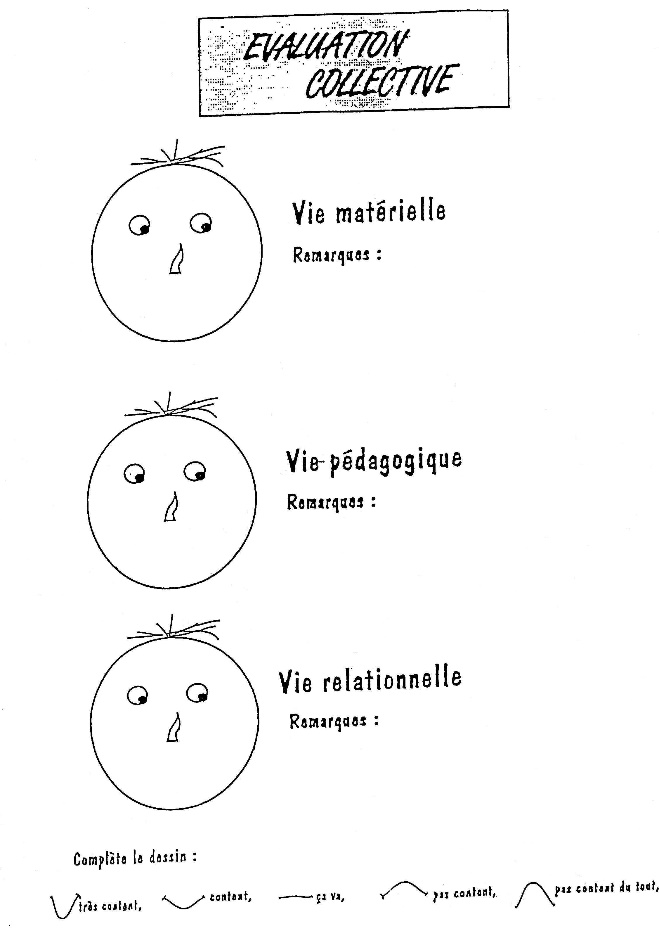 EVALUATION
COLLECTIVE
Vie matérielle
Remarques :
Vie pédagogique
Remarques :
Vie relationnelle
Remarques :
Complète le dessin :
très content, content, ça va, pas content, pas content du tout,